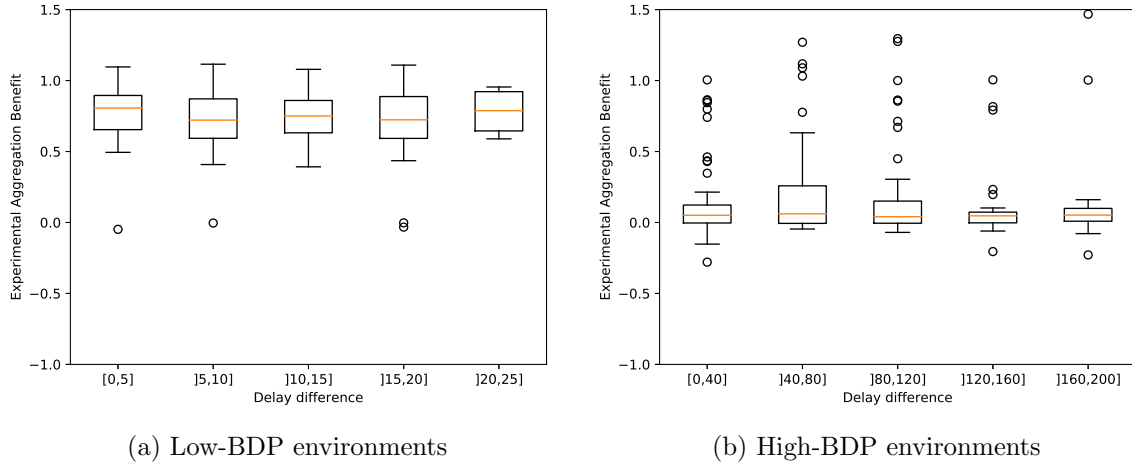 1.5
1.0
0.5
0.0
−0.5
−1.0
Experimental Aggregation Benefit
[0,5] ]5,10] ]10,15] ]15,20] ]20,25]
Delay difference
(a) Low-BDP environments
1.5
1.0
0.5
0.0
−0.5
−1.0
Experimental Aggregation Benefit
[0,40] ]40,80] ]80,120] ]120,160] ]160,200]
Delay difference
(b) High-BDP environments